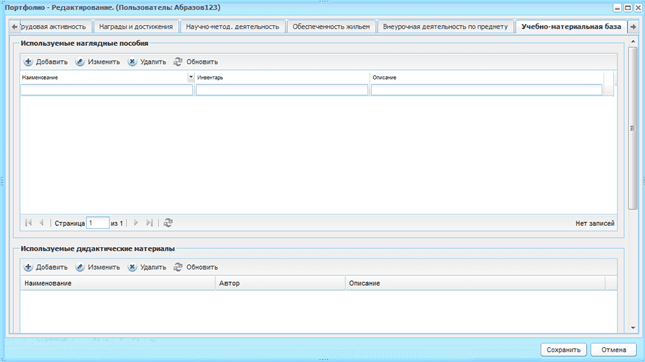 Портфолио - Редактирование. (Пользователь: Абразов123)
рудовая активность Награды и достижения Научно-метод. деятельность Обеспеченность жильем Внеурочная деятельность по предмету Учебно-материальная база
Используемые наглядные пособия
Добавить Изменить Удалить Обновить
Наименование Инвентарь Описание
Страница 1 из 1 Нет записей
Используемые дидактические материалы
Добавить Изменить Удалить Обновить
Наименование Автор Описание
Сохранить Отмена